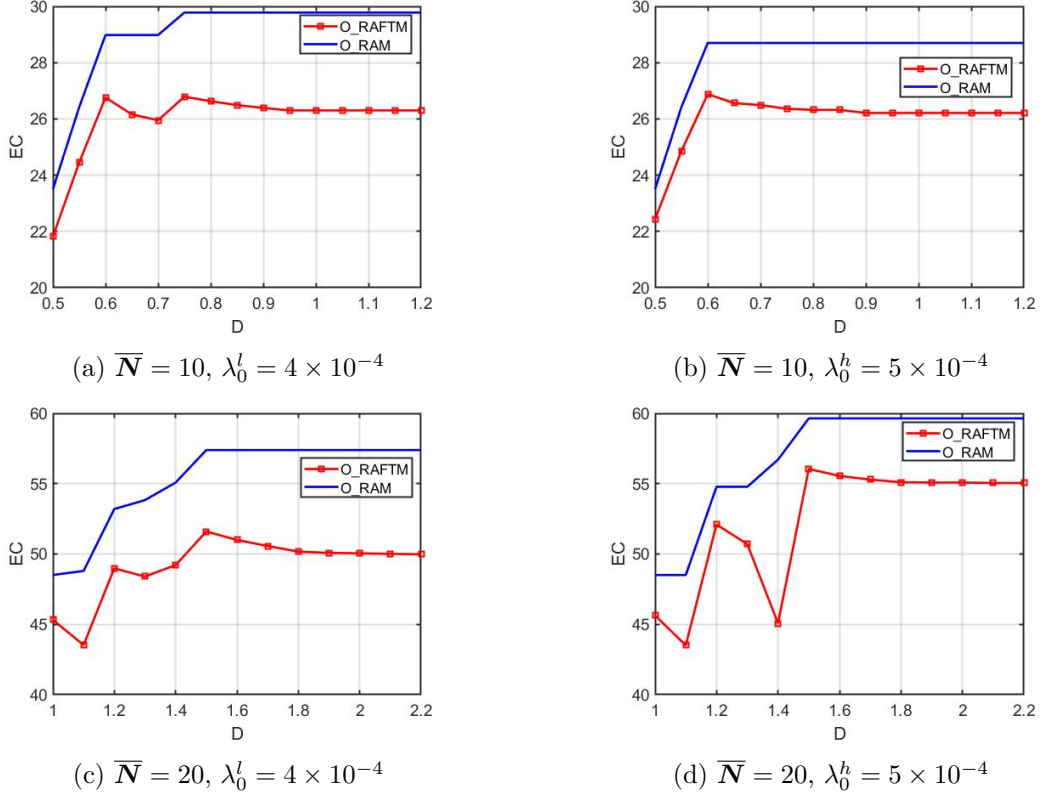 30
28
26
24
22
20
EC
O_RAFTM
O_RAM
0.5 0.6 0.7 0.8 0.9 1 1.1 1.2
D
(a) N̅ = 10, λ₀ˡ = 4 × 10⁻⁴
30
28
26
24
22
20
EC
O_RAFTM
O_RAM
0.5 0.6 0.7 0.8 0.9 1 1.1 1.2
D
(b) N̅ = 10, λ₀ʰ = 5 × 10⁻⁴
60
55
50
45
40
EC
O_RAFTM
O_RAM
1 1.2 1.4 1.6 1.8 2 2.2
D
(c) N̅ = 20, λ₀ˡ = 4 × 10⁻⁴
60
55
50
45
40
EC
O_RAFTM
O_RAM
1 1.2 1.4 1.6 1.8 2 2.2
D
(d) N̅ = 20, λ₀ʰ = 5 × 10⁻⁴